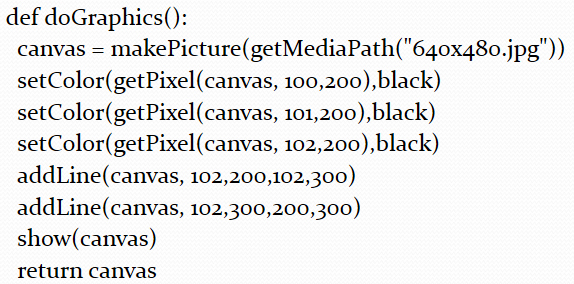 def doGraphics():
canvas = makePicture(getMediaPath("640x480.jpg"))
setColor(getPixel(canvas, 100,200),black)
setColor(getPixel(canvas, 101,200),black)
setColor(getPixel(canvas, 102,200),black)
addLine(canvas, 102,200,102,300)
addLine(canvas, 102,300,200,300)
show(canvas)
return canvas